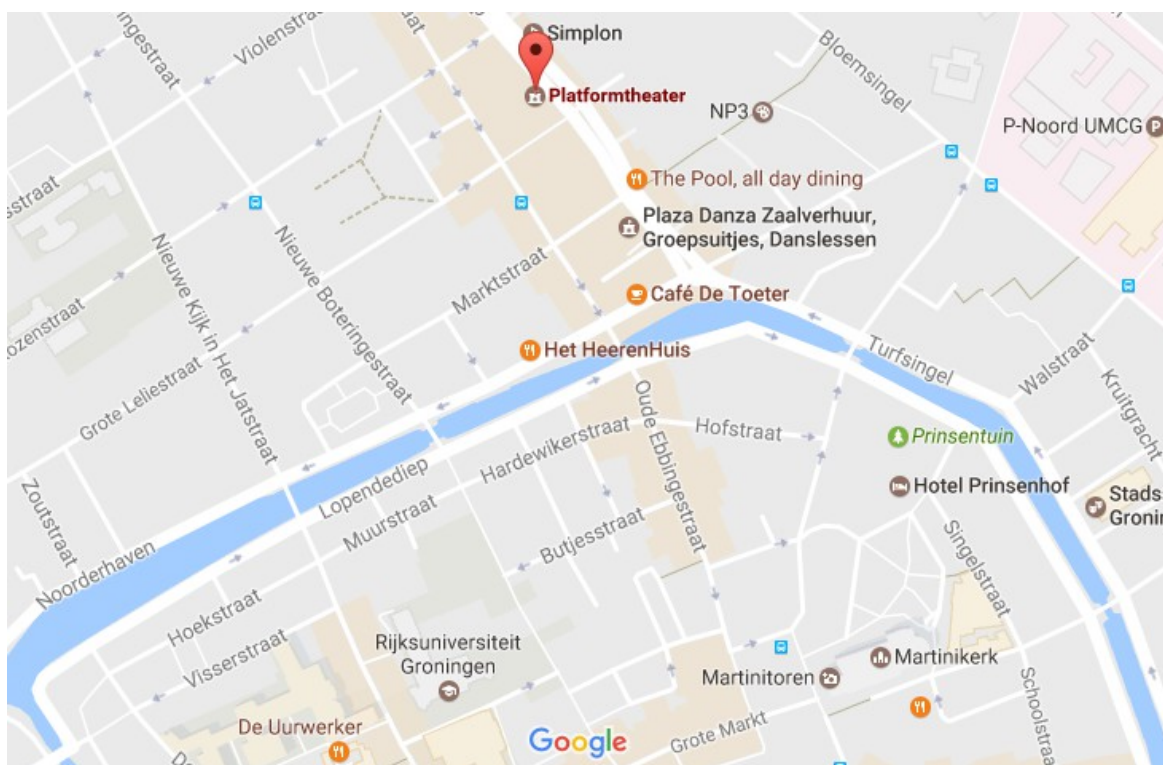 Simplon
Platformtheater
NP3
P-Noord UMCG
Violenstraat
Bloemsingel
The Pool, all day dining
Plaza Danza Zaalverhuur,
Groepsuitjes, Danslessen
Marktstraat
Café De Toeter
Het HeerenHuis
Nieuwe Kijk in Het Jatstraat
Nieuwe Boteringestraat
Grote Leliestraat
Turfsingel
Walstraat
Kruitgracht
Prinsentuin
Hotel Prinsenhof
Stads
Gronin
Hofstraat
Hardewikerstraat
Oude Ebbingestraat
Lopendediep
Muurstraat
Butjesstraat
Zoutstraat
Noorderhaven
Hoekstraat
Visserstraat
Singelstraat
Rijksuniversiteit
Groningen
Martinikerk
Martinitoren
Schoolstraat
De Uurwerker
Google
Grote Markt